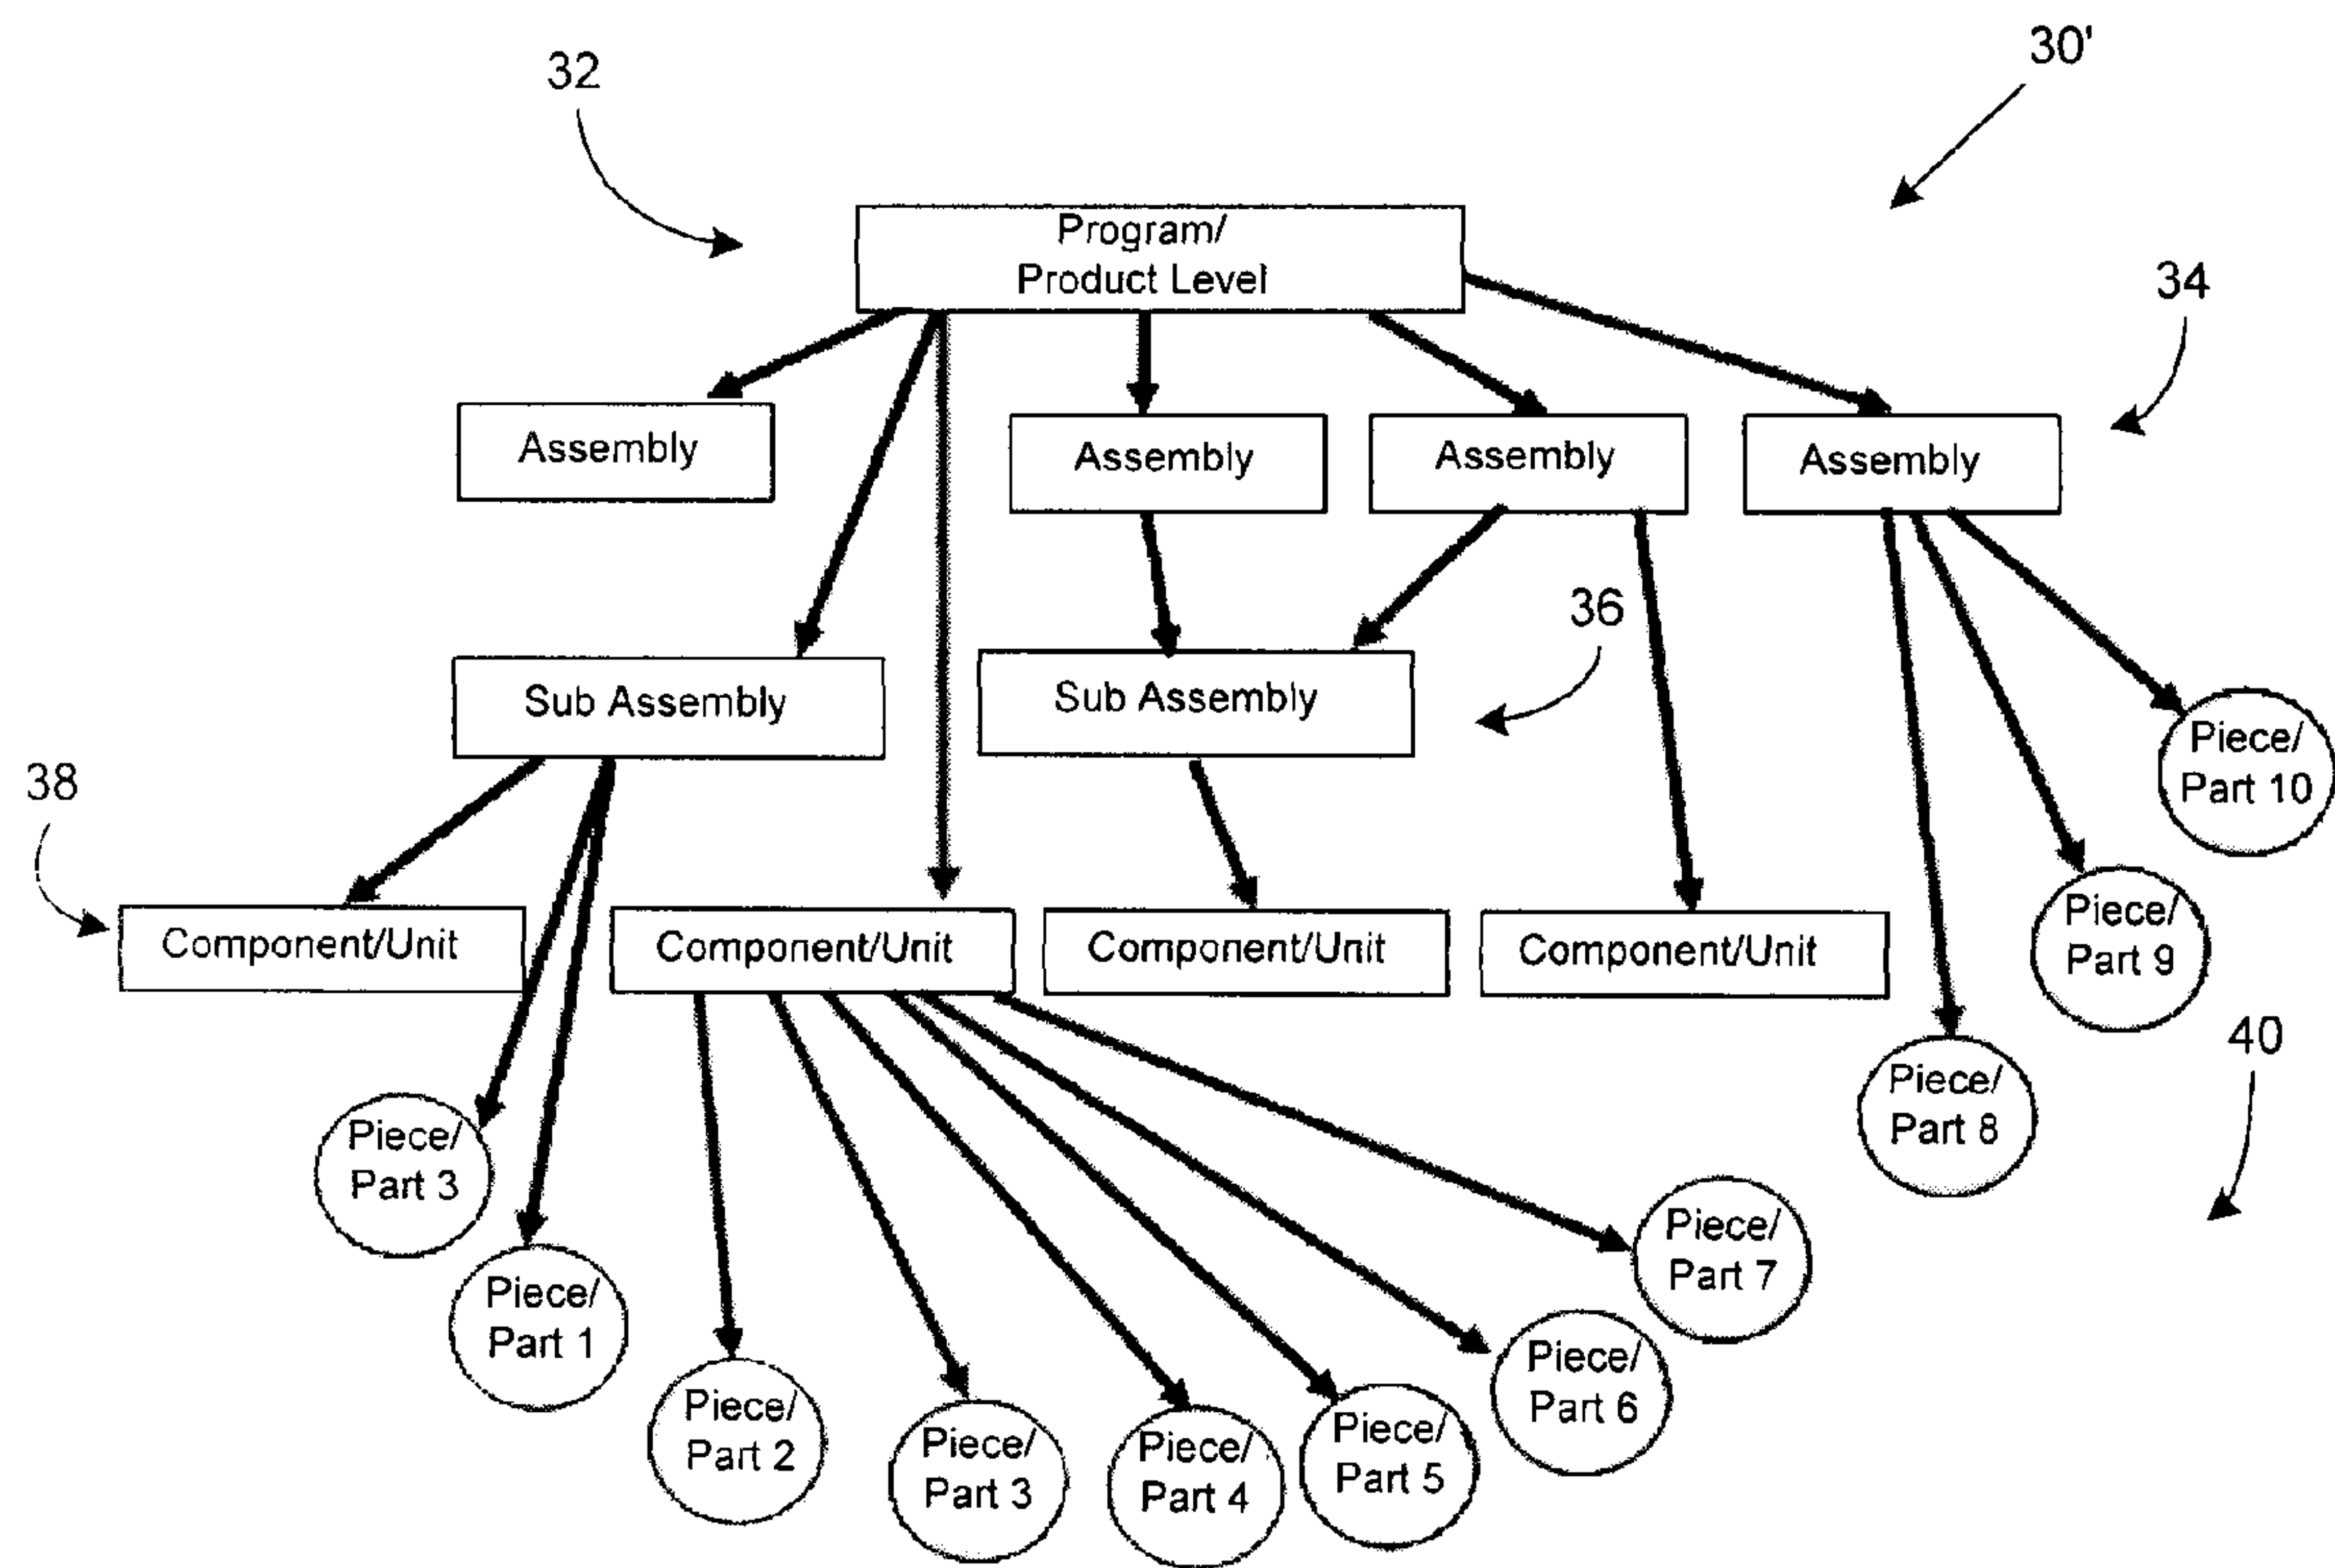 32
30'
Program/
Product Level
34
Assembly
Assembly
Assembly
Assembly
36
Sub Assembly
Sub Assembly
Piece/
Part 10
38
Component/Unit
Component/Unit
Component/Unit
Component/Unit
Piece/
Part 9
40
Piece/
Part 8
Piece/
Part 3
Piece/
Part 7
Piece/
Part 1
Piece/
Part 6
Piece/
Part 2
Piece/
Part 3
Piece/
Part 4
Piece/
Part 5